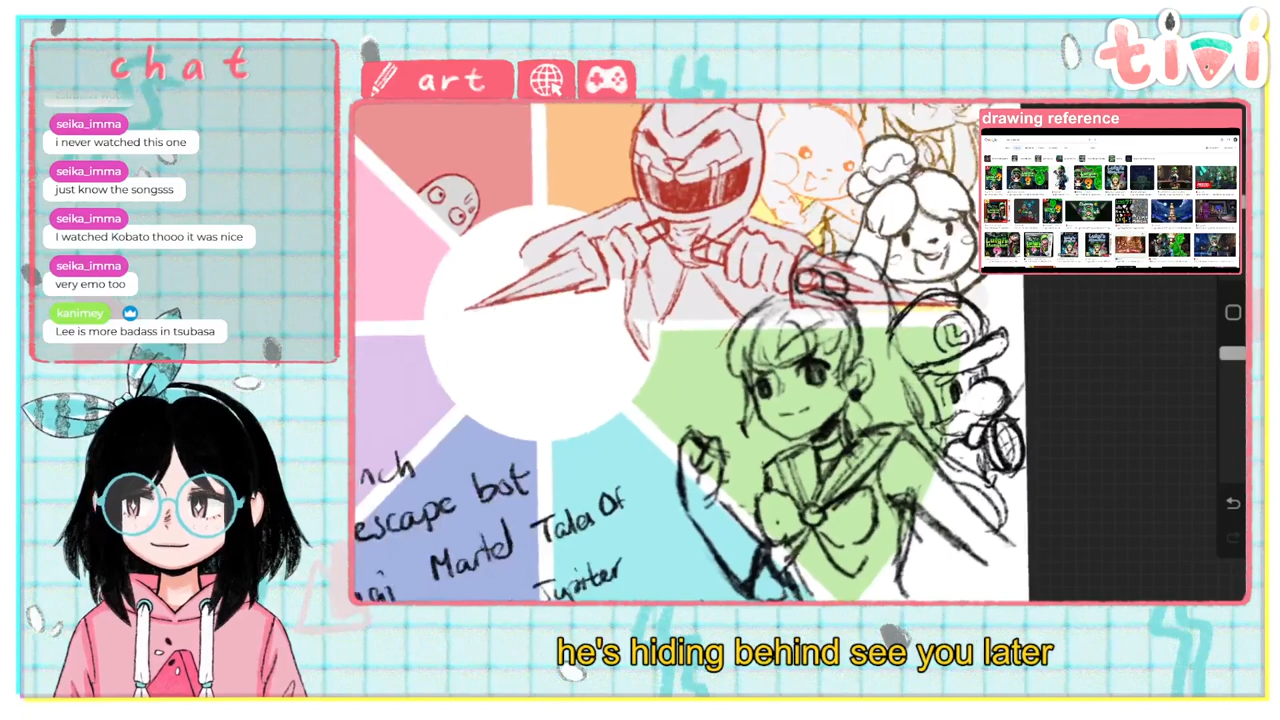 tivi
chat
art
drawing reference
seika_imma
i never watched this one
seika_imma
just know the songsss
seika_imma
I watched Kobato thooo it was nice
seika_imma
very emo too
kanimey
Lee is more badass in tsubasa
L
nch
escape bot
Martel
Tales Of
Jupiter
he's hiding behind see you later